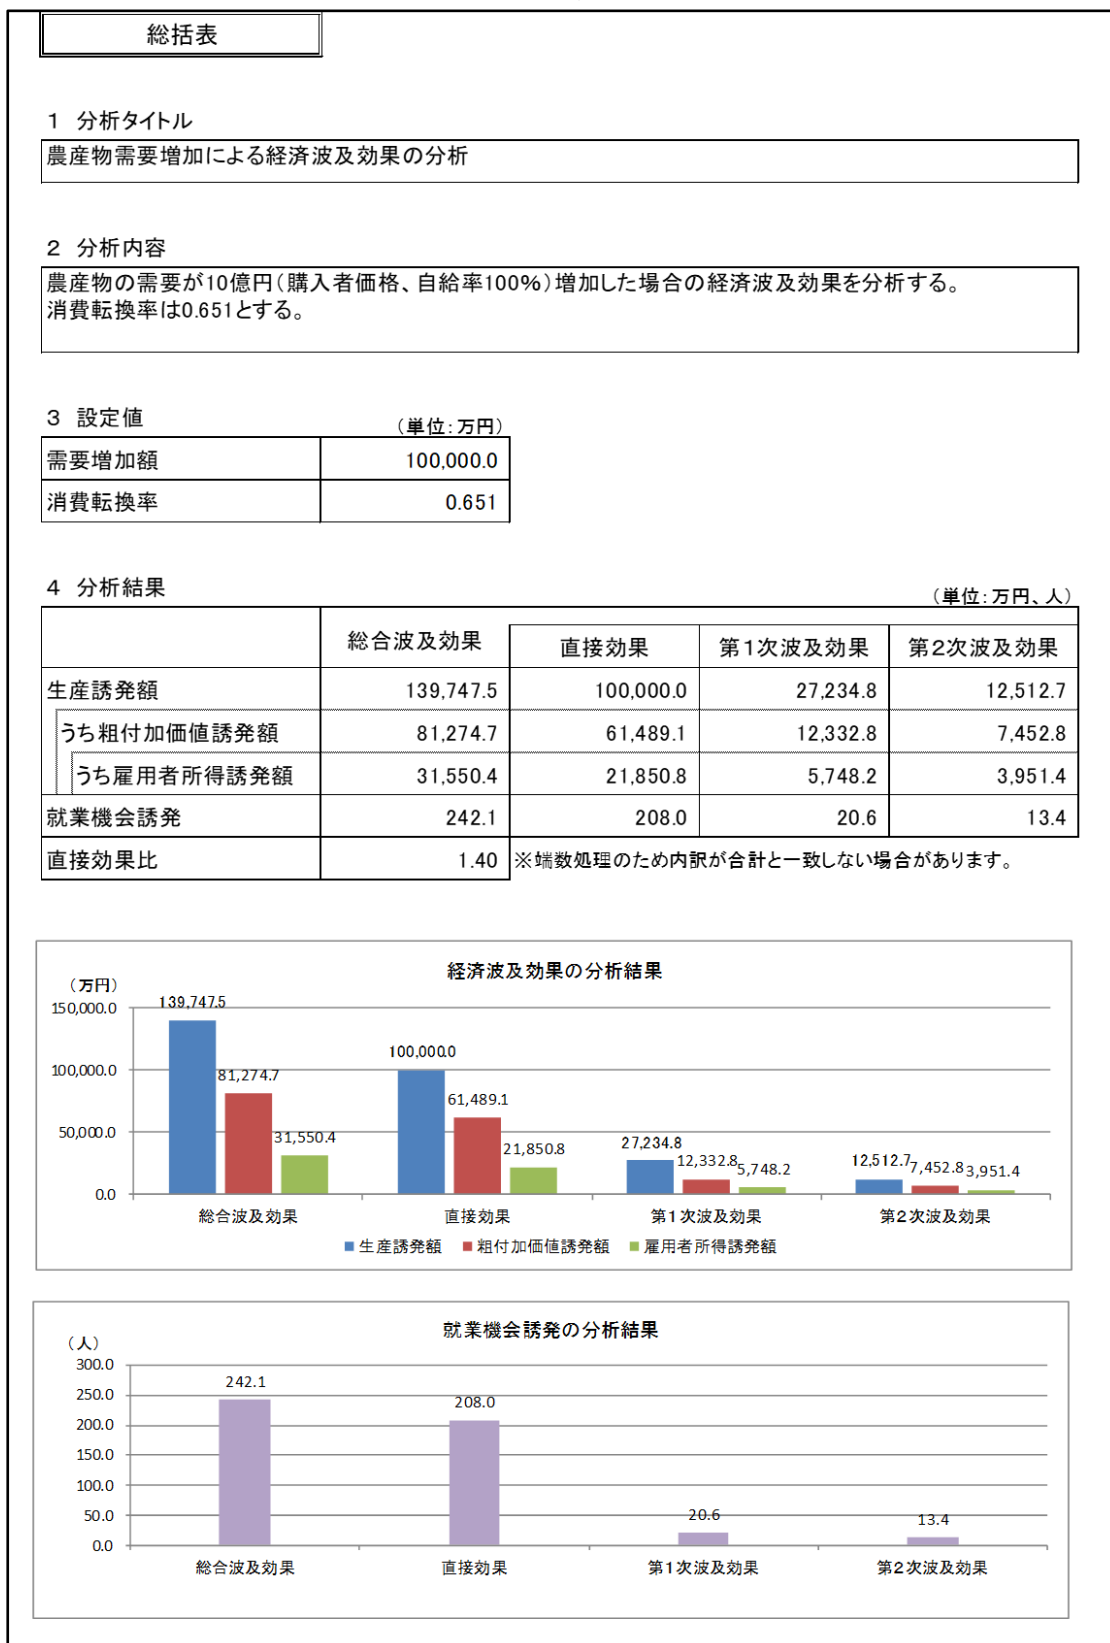 総括表
1 分析タイトル
農産物需要増加による経済波及効果の分析
2 分析内容
農産物の需要が10億円（購入者価格、自給率100%）増加した場合の経済波及効果を分析する。
消費転換率は0.651とする。
3 設定値 （単位：万円）
需要増加額 100,000.0
消費転換率 0.651
4 分析結果 （単位：万円、人）
総合波及効果 直接効果 第1次波及効果 第2次波及効果
生産誘発額 139,747.5 100,000.0 27,234.8 12,512.7
うち粗付加価値誘発額 81,274.7 61,489.1 12,332.8 7,452.8
うち雇用者所得誘発額 31,550.4 21,850.8 5,748.2 3,951.4
就業機会誘発 242.1 208.0 20.6 13.4
直接効果比 1.40 ※端数処理のため内訳が合計と一致しない場合があります。
経済波及効果の分析結果
（万円）
150,000.0
100,000.0
50,000.0
0.0
139,747.5 81,274.7 31,550.4
100,000.0 61,489.1 21,850.8
27,234.8 12,332.8 5,748.2
12,512.7 7,452.8 3,951.4
総合波及効果 直接効果 第1次波及効果 第2次波及効果
生産誘発額 粗付加価値誘発額 雇用者所得誘発額
就業機会誘発の分析結果
（人）
300.0
250.0
200.0
150.0
100.0
50.0
0.0
242.1 208.0 20.6 13.4
総合波及効果 直接効果 第1次波及効果 第2次波及効果